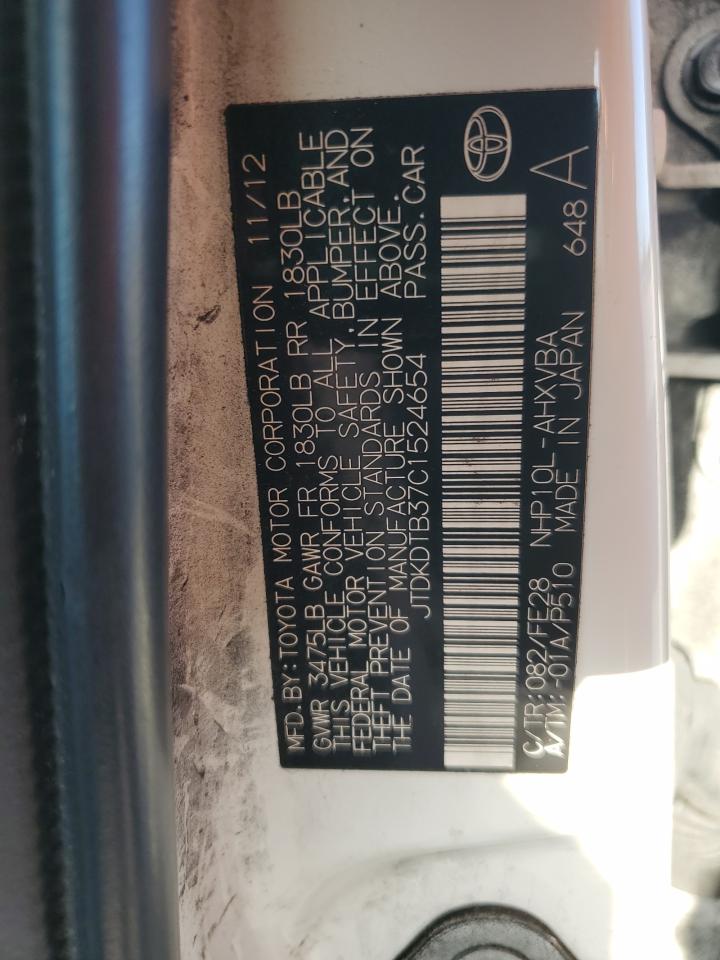 MFD.BY:TOYOTA MOTOR CORPORATION 11/12
GVWR 3475LB GAWR FR 1830LB RR 1830LB
THIS VEHICLE CONFORMS TO ALL APPLICABLE
FEDERAL MOTOR VEHICLE SAFETY,BUMPER,AND
THEFT PREVENTION STANDARDS IN EFFECT ON
THE DATE OF MANUFACTURE SHOWN ABOVE.
JTDKDTB37C1524654 PASS.CAR
C/TR:082/FE28 NHP10L-AHXVBA 648A
A/TM:-01A/P510 MADE IN JAPAN